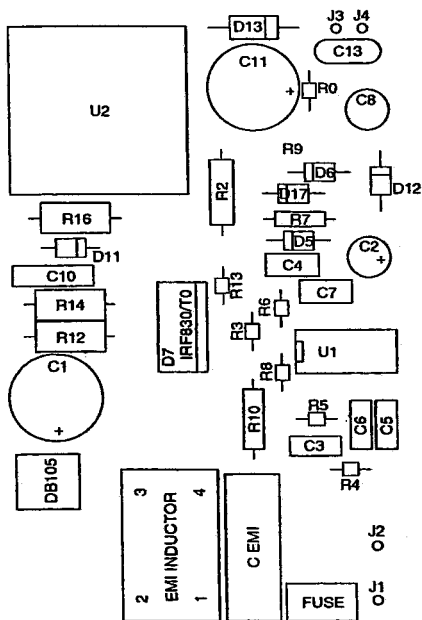 J3 J4
D13
C13
C11
U2
+
R0
C8
R9
D6
R2
D17
D12
R16
R7
D11
D5
C2
+
C10
C4
R13
C7
R14
R6
D7
IRF830/TO
R12
R3
U1
C1
R8
+
R10
R5
C6
C5
C3
DB105
R4
3
4
EMI INDUCTOR
2
1
C EMI
J2
FUSE
J1